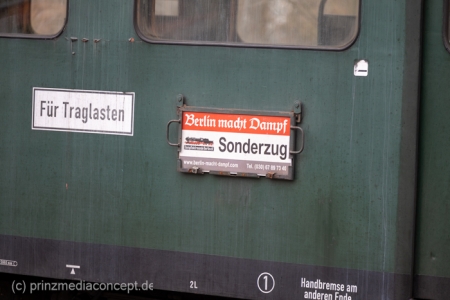 Für Traglasten
Berlin macht Dampf
Sonderzug
www.berlin-macht-dampf.com
2L
1
Handbremse am
anderen Ende
(c) prinzmediaconcept.de